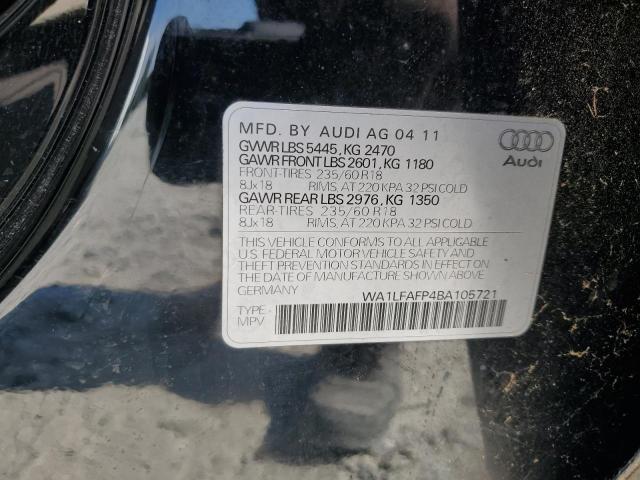 MFD. BY AUDI AG 04 11
GVWR LBS 5445, KG 2470
GAWR FRONT LBS 2601, KG 1180
FRONT-TIRES 235/60 R18
8Jx18 RIMS, AT 220 KPA 32 PSI COLD
GAWR REAR LBS 2976, KG 1350
REAR-TIRES 235/60 R18
8Jx18 RIMS, AT 220 KPA 32 PSI COLD
THIS VEHICLE CONFORMS TO ALL APPLICABLE
U.S. FEDERAL MOTOR VEHICLE SAFETY AND
THEFT PREVENTION STANDARDS IN EFFECT ON
THE DATE OF MANUFACTURE SHOWN ABOVE.
GERMANY WA1LFAFP4BA105721
TYPE:
MPV
Audi